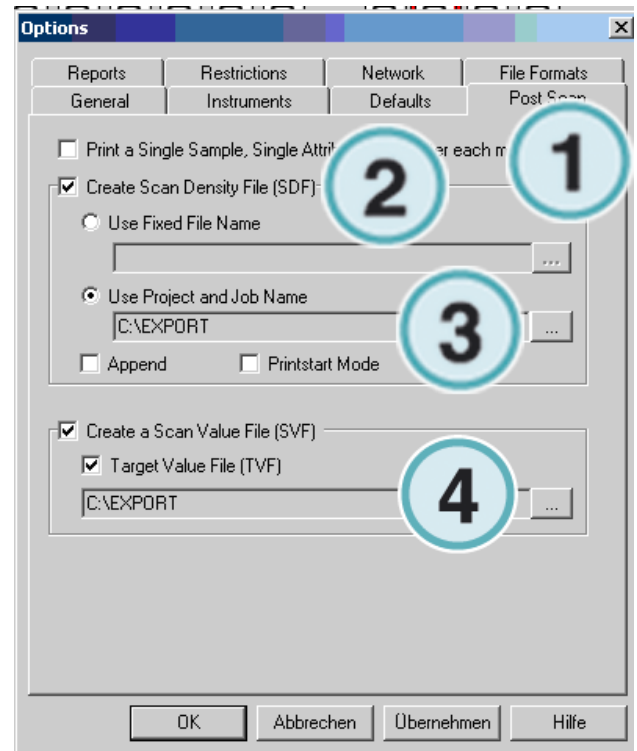 Options
Reports Restrictions Network File Formats
General Instruments Defaults Post Scan
1
Print a Single Sample, Single er each
2
Create Scan Density File (SDF)
Use Fixed File Name
...
Use Project and Job Name
C:\EXPORT
...
3
Append Printstart Mode
Create a Scan Value File (SVF)
Target Value File (TVF)
C:\EXPORT
...
4
OK Abbrechen Übernehmen Hilfe